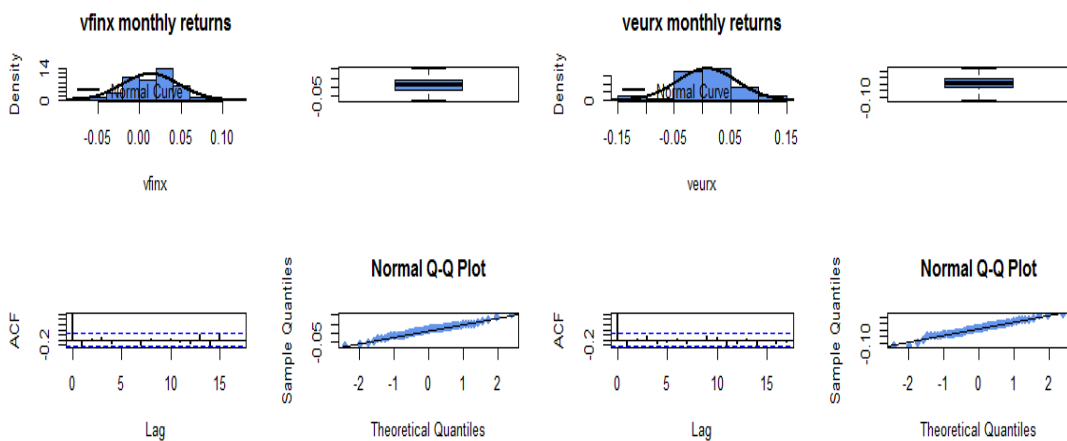 vfinx monthly returns
Density
0 14
Normal Curve
-0.05 0.00 0.05 0.10
vfinx
-0.05
veurx monthly returns
Density
0
Normal Curve
-0.15 -0.05 0.05 0.15
veurx
-0.10
ACF
-0.2
0 5 10 15
Lag
Normal Q-Q Plot
Sample Quantiles
-0.05
-2 -1 0 1 2
Theoretical Quantiles
ACF
-0.2
0 5 10 15
Lag
Normal Q-Q Plot
Sample Quantiles
-0.10
-2 -1 0 1 2
Theoretical Quantiles